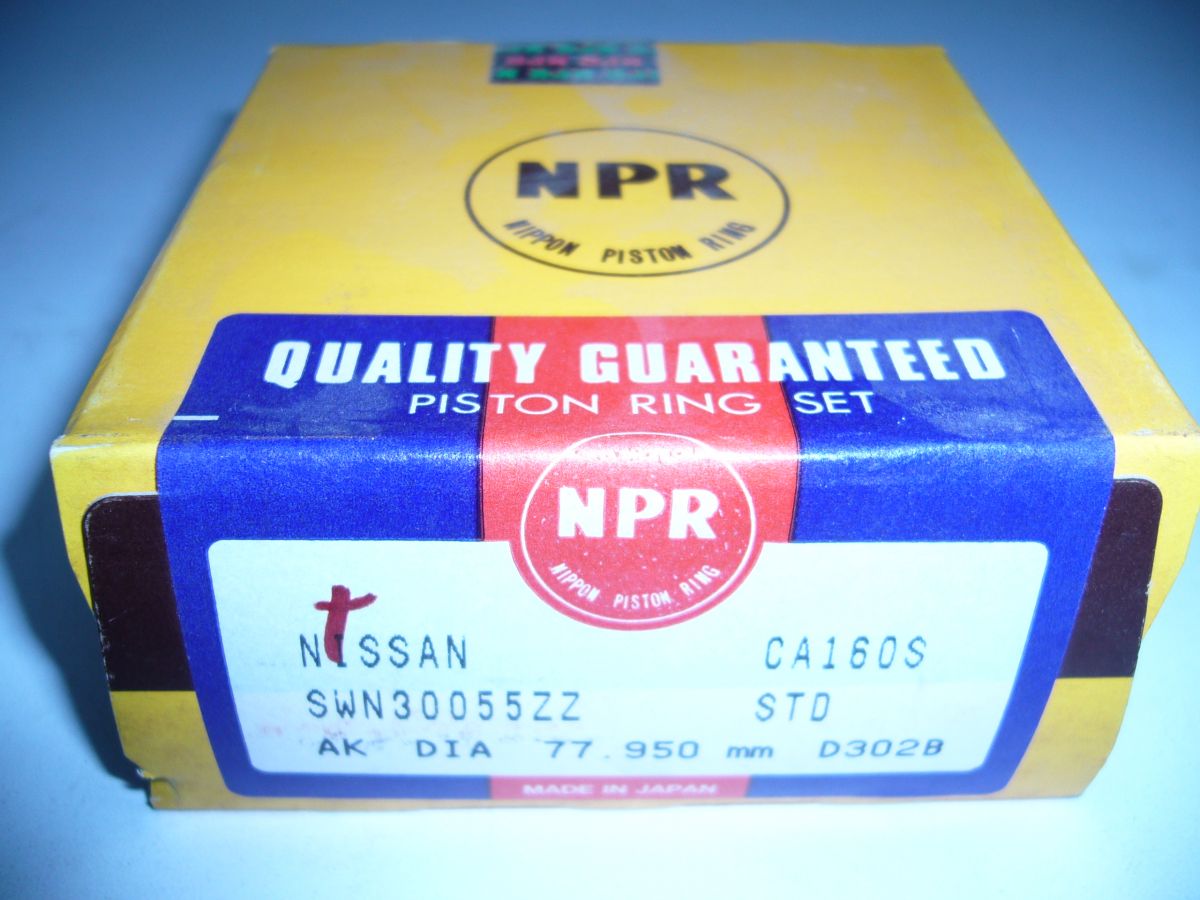 NPR
NIPPON PISTON RING
QUALITY GUARANTEED
PISTON RING SET
NPR
NIPPON PISTON RING
NISSAN CA160S
SWN30055ZZ STD
AK DIA 77.950 mm D302B
MADE IN JAPAN